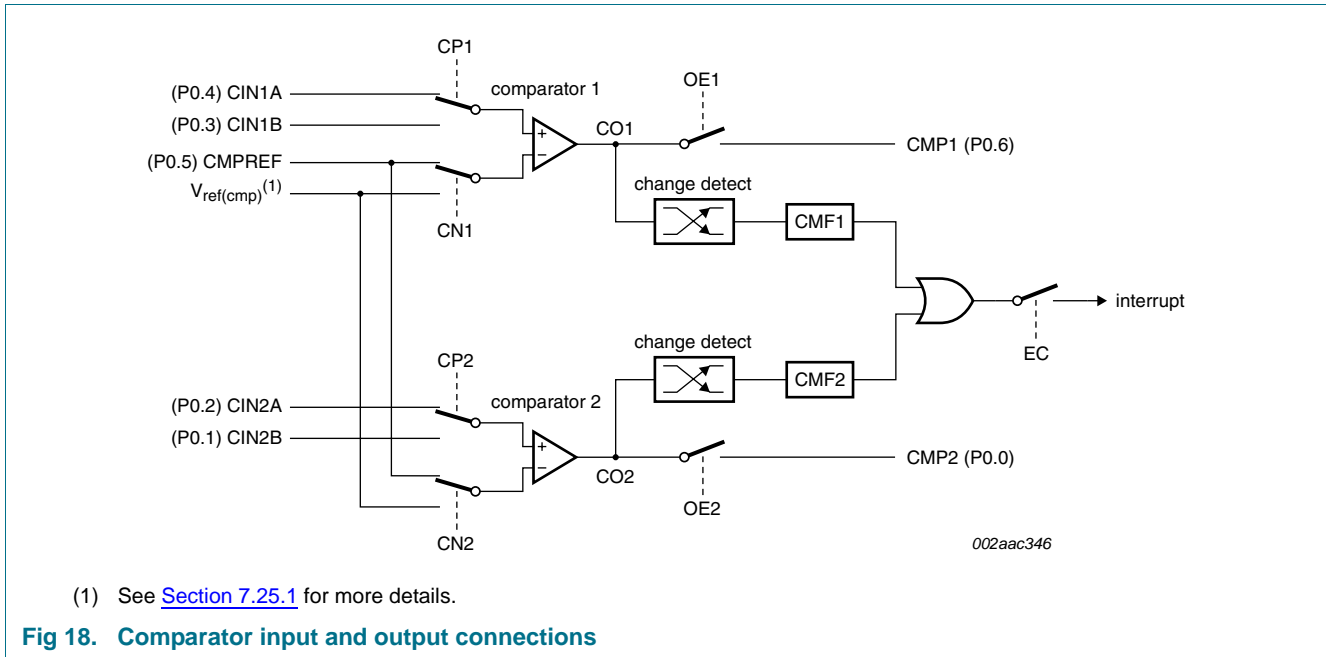 CP1
OE1
(P0.4) CIN1A
comparator 1
(P0.3) CIN1B
+
CO1
CMP1 (P0.6)
(P0.5) CMPREF
−
change detect
Vref(cmp)(1)
CN1
CMF1
interrupt
EC
change detect
CP2
CMF2
(P0.2) CIN2A
comparator 2
(P0.1) CIN2B
+
CO2
CMP2 (P0.0)
−
OE2
CN2
002aac346
(1) See Section 7.25.1 for more details.
Fig 18. Comparator input and output connections